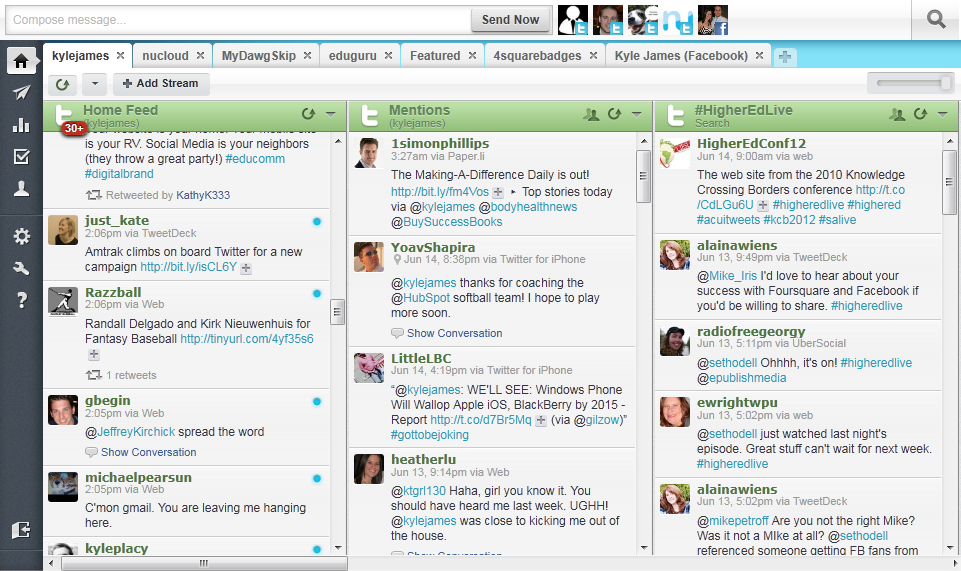 Compose message...
Send Now
kylejames
nucloud
MyDawgSkip
eduguru
Featured
4squarebadges
Kyle James (Facebook)
Add Stream
Home Feed
(kylejames)
30+
is your RV. Social Media is your neighbors
(they throw a great party!) #educomm
#digitalbrand
Retweeted by KathyK333
just_kate
2:06pm via TweetDeck
Amtrak climbs on board Twitter for a new
campaign http://bit.ly/isCL6Y
Razzball
2:06pm via Web
Randall Delgado and Kirk Nieuwenhuis for
Fantasy Baseball http://tinyurl.com/4yf35s6
1 retweets
gbegin
2:05pm via Web
@JeffreyKirchick spread the word
Show Conversation
michaelpearsun
2:05pm via Web
C'mon gmail. You are leaving me hanging
here.
kyleplacy
Mentions
(kylejames)
1simonphillips
3:27am via Paper.li
The Making-A-Difference Daily is out!
http://bit.ly/fm4Vos ▸ Top stories today
via @kylejames @bodyhealthnews
@BuySuccessBooks
YoavShapira
Jun 14, 8:38pm via Twitter for iPhone
@kylejames thanks for coaching the
@HubSpot softball team! I hope to play
more soon.
Show Conversation
LittleLBC
Jun 14, 4:19pm via Twitter for iPhone
“@kylejames: WE'LL SEE: Windows Phone
Will Wallop Apple iOS, BlackBerry by 2015 -
Report http://t.co/d7Br5Mq (via @gilzow)”
#gottobejoking
heatherlu
Jun 13, 9:14pm via Web
@ktgrl130 Haha, girl you know it. You
should have heard me last week. UGHH!
@kylejames was close to kicking me out of
the house.
Show Conversation
#HigherEdLive
Search
HigherEdConf12
Jun 14, 9:00am via web
The web site from the 2010 Knowledge
Crossing Borders conference http://t.co
/CdLGu6U #higheredlive #highered
#acuitweets #kcb2012 #salive
alainawiens
Jun 13, 9:49pm via TweetDeck
@Mike_Iris I'd love to hear about your
success with Foursquare and Facebook if
you'd be willing to share. #higheredlive
radiofreegeorgy
Jun 13, 5:11pm via UberSocial
@sethodell Ohhhh, it's on! #higheredlive
@epublishmedia
ewrightwpu
Jun 13, 5:02pm via web
@sethodell just watched last night's
episode. Great stuff can't wait for next week.
#higheredlive
alainawiens
Jun 13, 5:02pm via TweetDeck
@mikepetroff Are you not the right Mike?
Was it not a MIke at all? @sethodell
referenced someone getting FB fans from